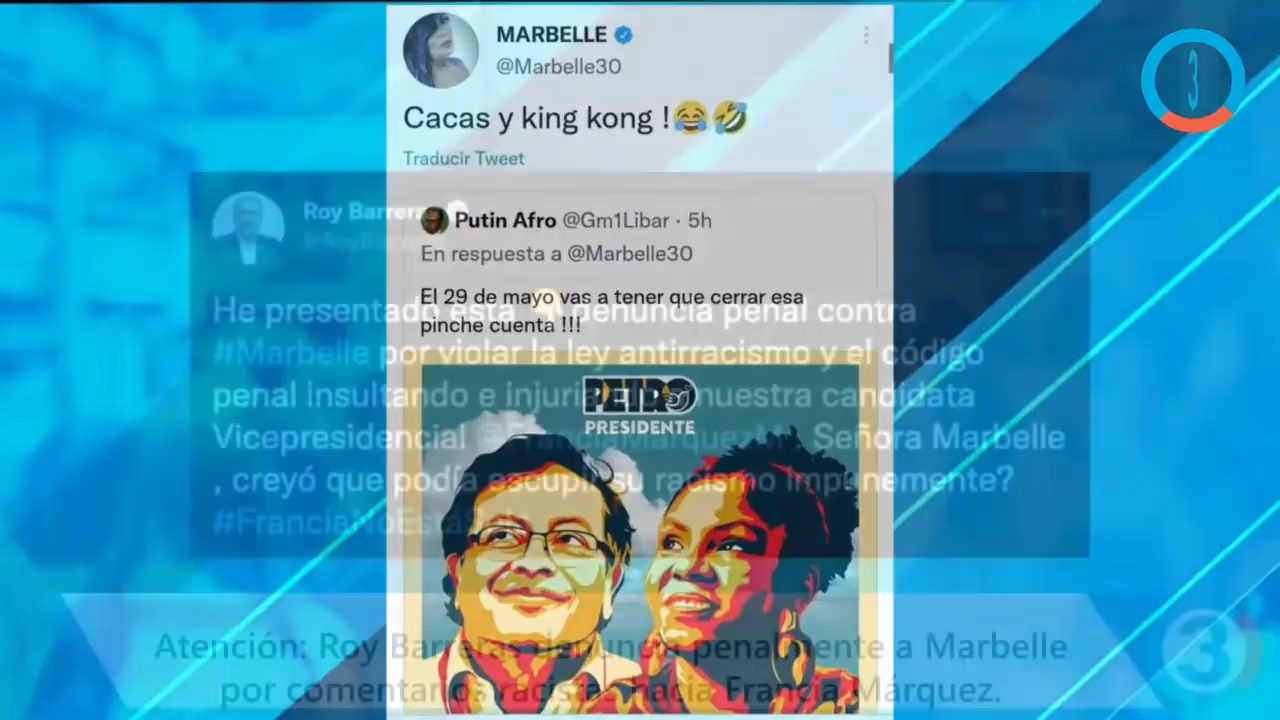 MARBELLE
@Marbelle30
Cacas y king kong !😂🤣
Traducir Tweet
Putin Afro @Gm1Libar · 5h
En respuesta a @Marbelle30
El 29 de mayo vas a tener que cerrar esa
pinche cuenta !!!
PETRO
PRESIDENTE
Roy Barreras
He presentado esta denuncia penal contra
#Marbelle por violar la ley antirracismo y el código
penal insultando e injuriando nuestra candidata
Vicepresidencial
Señora Marbelle
, creyó que podía escupir su racismo impunemente?
Atención: Roy Barreras denuncia penalmente a Marbelle
por comentarios racistas hacia Francia Márquez.
3
3